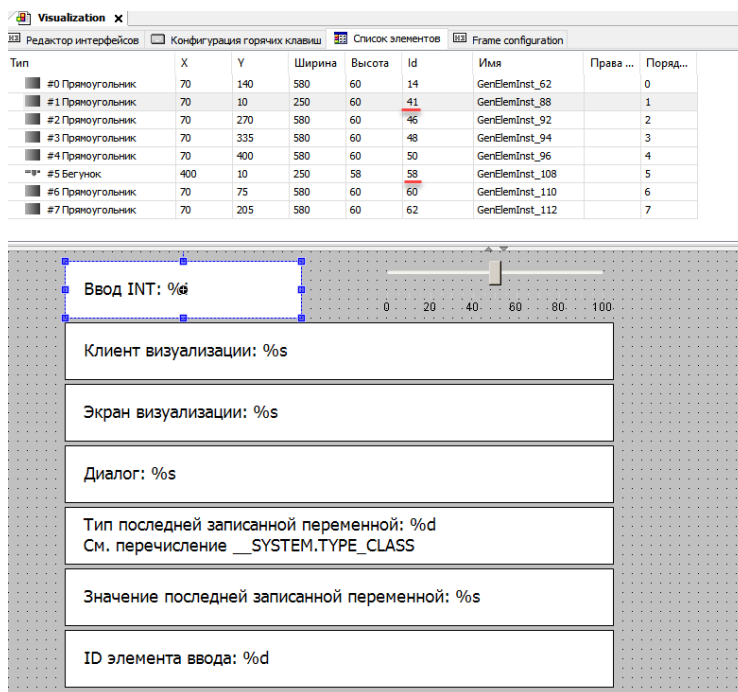 Visualization x
Редактор интерфейсов Конфигурация горячих клавиш Список элементов Frame configuration
Тип X Y Ширина Высота Id Имя Права ... Поряд...
#0 Прямоугольник 70 140 580 60 14 GenElemInst_62 0
#1 Прямоугольник 70 10 250 60 41 GenElemInst_88 1
#2 Прямоугольник 70 270 580 60 46 GenElemInst_92 2
#3 Прямоугольник 70 335 580 60 48 GenElemInst_94 3
#4 Прямоугольник 70 400 580 60 50 GenElemInst_96 4
#5 Бегунок 400 10 250 58 58 GenElemInst_108 5
#6 Прямоугольник 70 75 580 60 60 GenElemInst_110 6
#7 Прямоугольник 70 205 580 60 62 GenElemInst_112 7
Ввод INT: %
0 20 40 60 80 100
Клиент визуализации: %s
Экран визуализации: %s
Диалог: %s
Тип последней записанной переменной: %d
См. перечисление __SYSTEM.TYPE_CLASS
Значение последней записанной переменной: %s
ID элемента ввода: %d